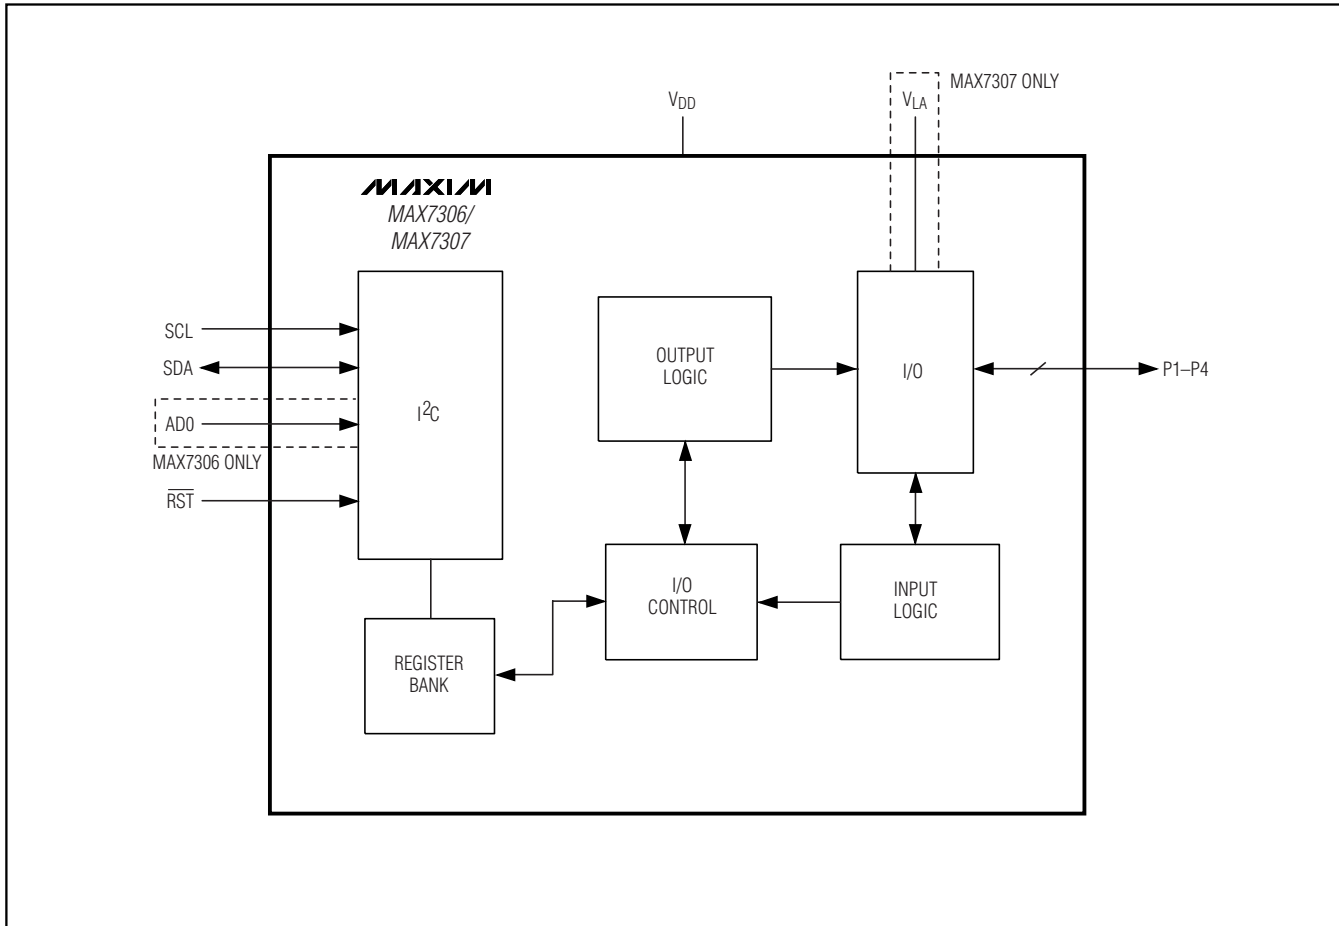 MAX7307 ONLY
VDD
VLA
MAXIM
MAX7306/
MAX7307
SCL
SDA
AD0
MAX7306 ONLY
RST
I2C
OUTPUT
LOGIC
I/O
P1–P4
I/O
CONTROL
INPUT
LOGIC
REGISTER
BANK